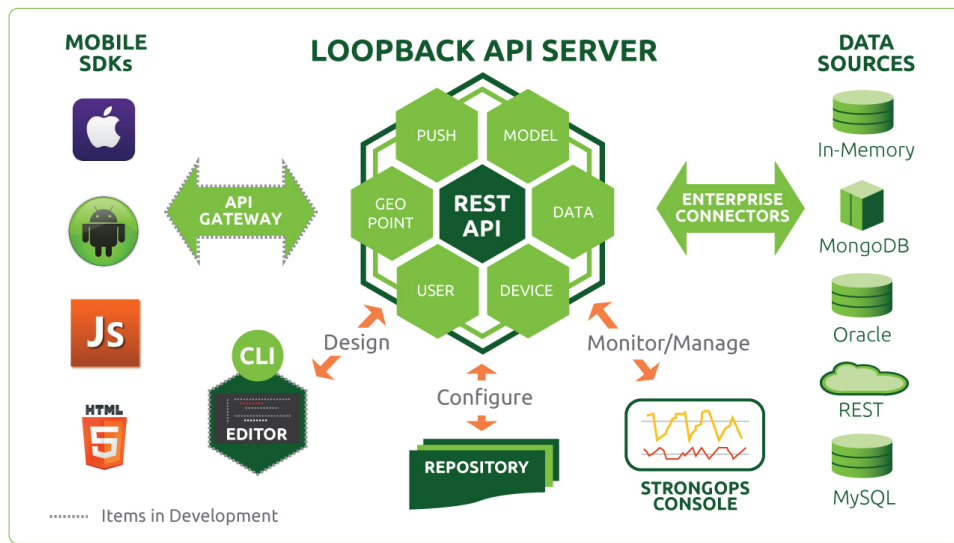 MOBILE
SDKs
LOOPBACK API SERVER
DATA
SOURCES
PUSH
MODEL
In-Memory
API
GATEWAY
GEO
POINT
REST
API
DATA
ENTERPRISE
CONNECTORS
MongoDB
USER
DEVICE
JS
Design
Monitor/Manage
Oracle
CLI
Configure
REST
HTML
5
EDITOR
REPOSITORY
STRONGOPS
CONSOLE
MySQL
Items in Development